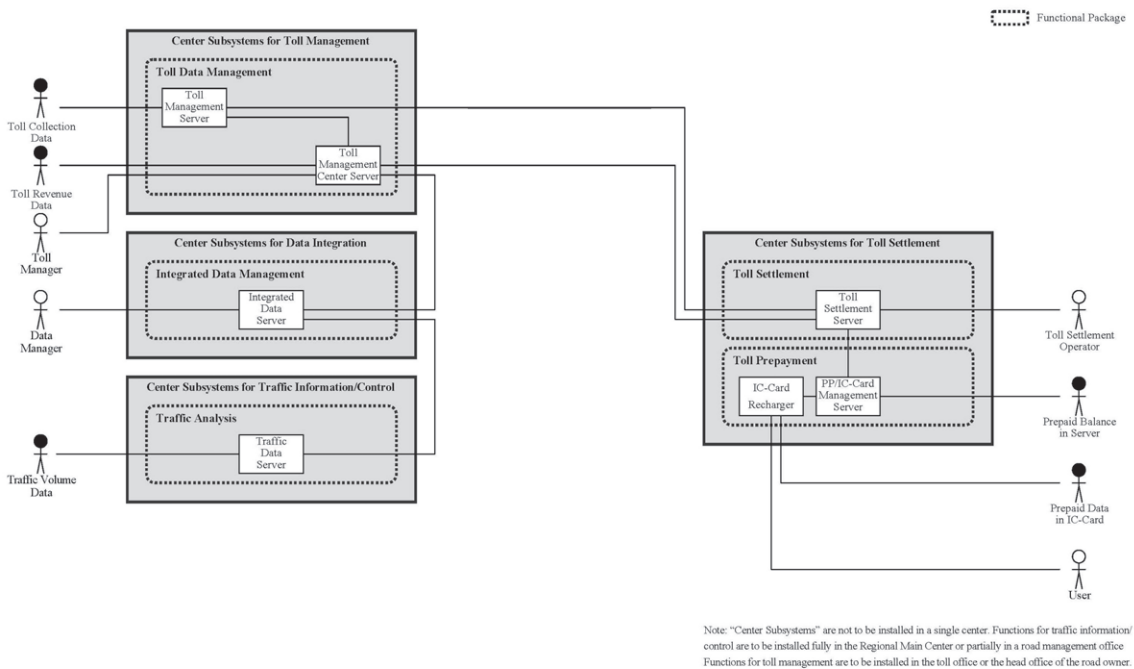 Functional Package
Center Subsystems for Toll Management
Toll Data Management
Toll
Management
Server
Toll
Management
Center Server
Toll Collection
Data
Toll Revenue
Data
Toll
Manager
Center Subsystems for Data Integration
Integrated Data Management
Integrated
Data
Server
Data
Manager
Center Subsystems for Traffic Information/Control
Traffic Analysis
Traffic
Data
Server
Traffic Volume
Data
Center Subsystems for Toll Settlement
Toll Settlement
Toll
Settlement
Server
Toll Prepayment
IC-Card
Recharger
PP/IC-Card
Management
Server
Toll Settlement
Operator
Prepaid Balance
in Server
Prepaid Data
in IC-Card
User
Note: “Center Subsystems” are not to be installed in a single center. Functions for traffic information/
control are to be installed fully in the Regional Main Center or partially in a road management office
Functions for toll management are to be installed in the toll office or the head office of the road owner.